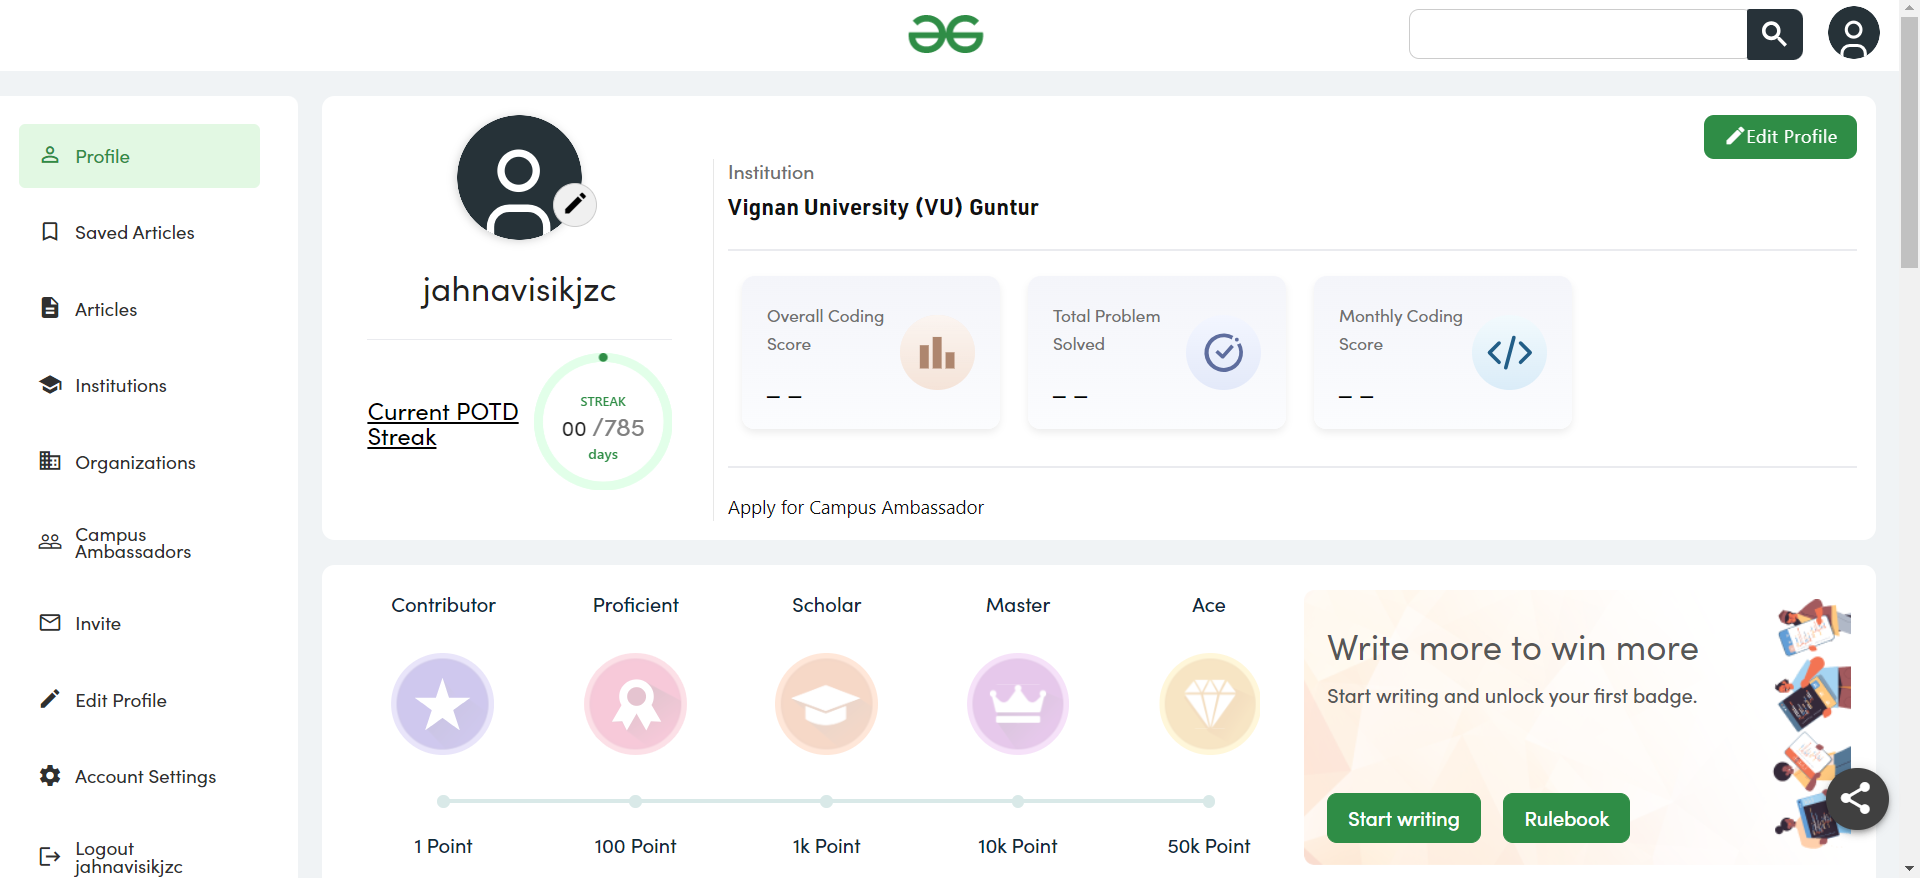 Profile
Saved Articles
Articles
Institutions
Organizations
Campus
Ambassadors
Invite
Edit Profile
Account Settings
Logout
jahnavisikjzc
jahnavisikjzc
Current POTD
Streak
STREAK
00 /785
days
Edit Profile
Institution
Vignan University (VU) Guntur
Overall Coding
Score
_ _
Total Problem
Solved
_ _
Monthly Coding
Score
_ _
Apply for Campus Ambassador
Contributor
Proficient
Scholar
Master
Ace
1 Point
100 Point
1k Point
10k Point
50k Point
Write more to win more
Start writing and unlock your first badge.
Start writing
Rulebook